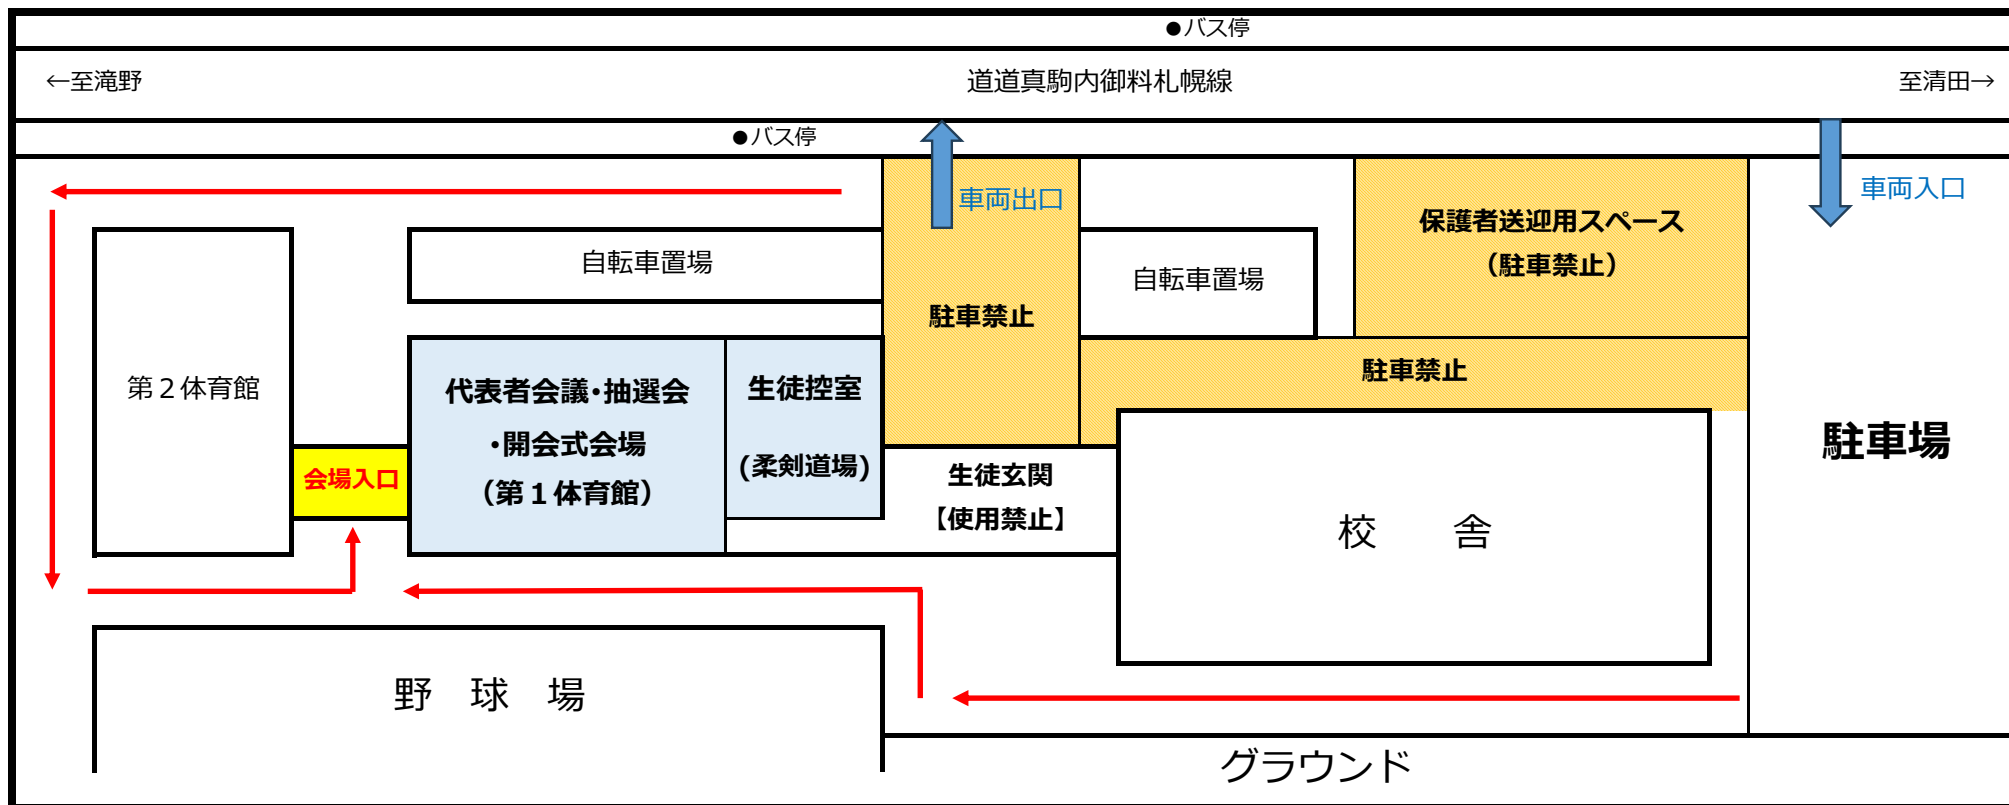 ●バス停
←至滝野
道道真駒内御料札幌線
至清田→
●バス停
車両出口
車両入口
保護者送迎用スペース
（駐車禁止）
自転車置場
自転車置場
駐車禁止
駐車禁止
第２体育館
代表者会議・抽選会
・開会式会場
（第１体育館）
生徒控室
(柔剣道場)
会場入口
生徒玄関
【使用禁止】
駐車場
校　舎
野　球　場
グラウンド